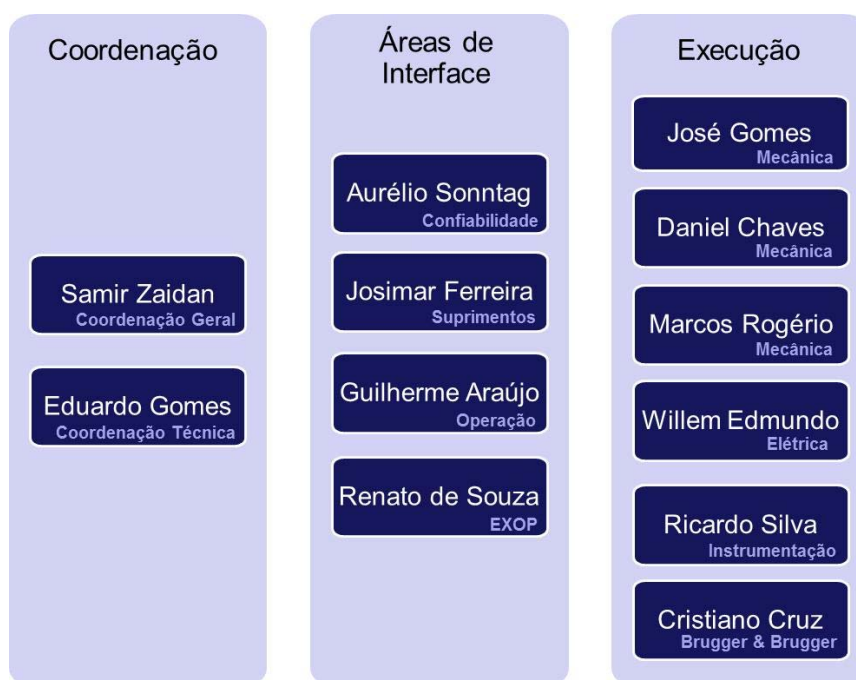 Coordenação
Samir Zaidan
Coordenação Geral
Eduardo Gomes
Coordenação Técnica
Áreas de
Interface
Aurélio Sonntag
Confiabilidade
Josimar Ferreira
Suprimentos
Guilherme Araújo
Operação
Renato de Souza
EXOP
Execução
José Gomes
Mecânica
Daniel Chaves
Mecânica
Marcos Rogério
Mecânica
Willem Edmundo
Elétrica
Ricardo Silva
Instrumentação
Cristiano Cruz
Brugger & Brugger